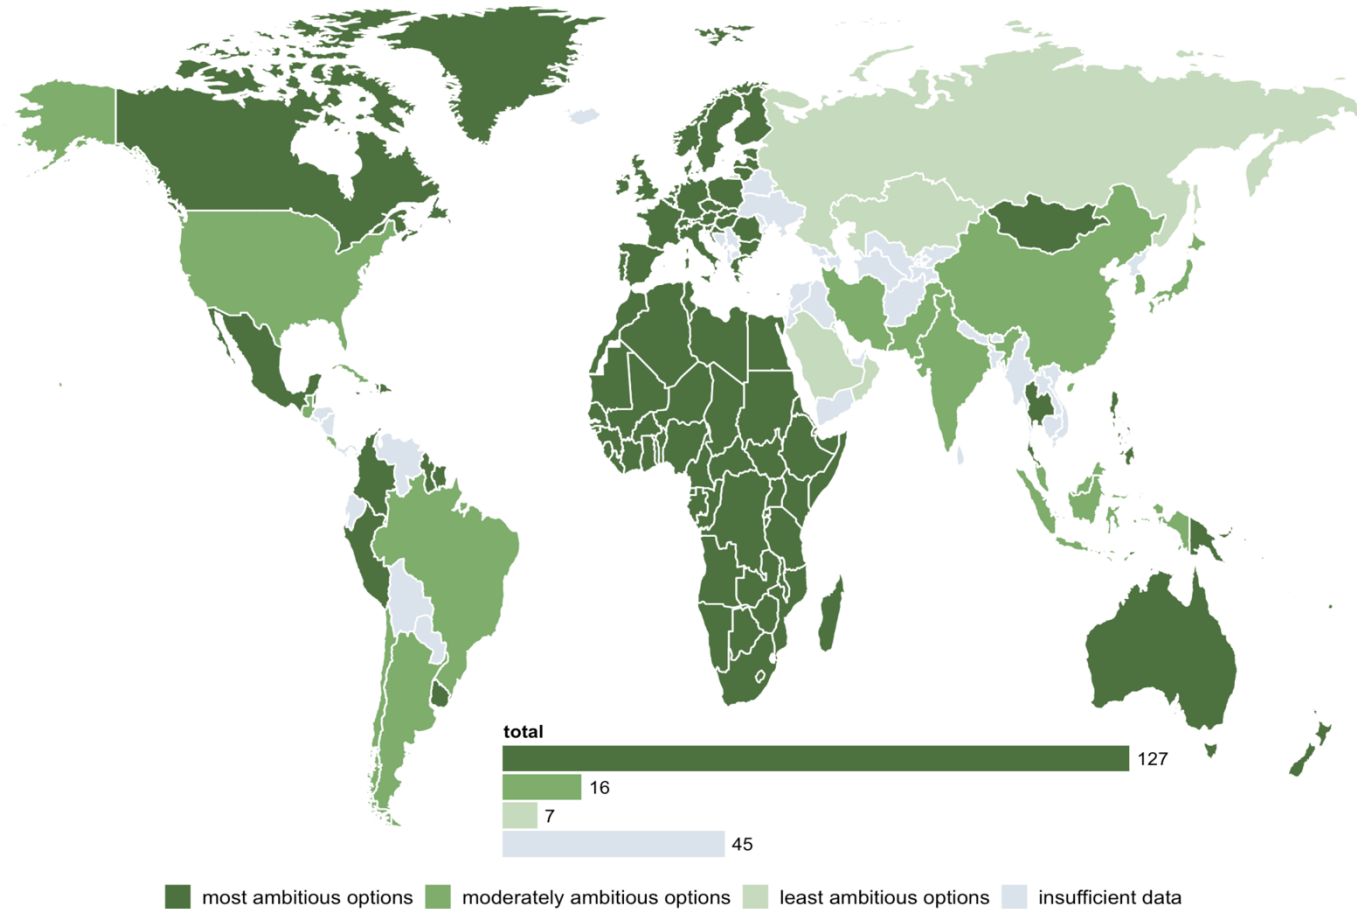 total
127
16
7
45
most ambitious options moderately ambitious options least ambitious options insufficient data